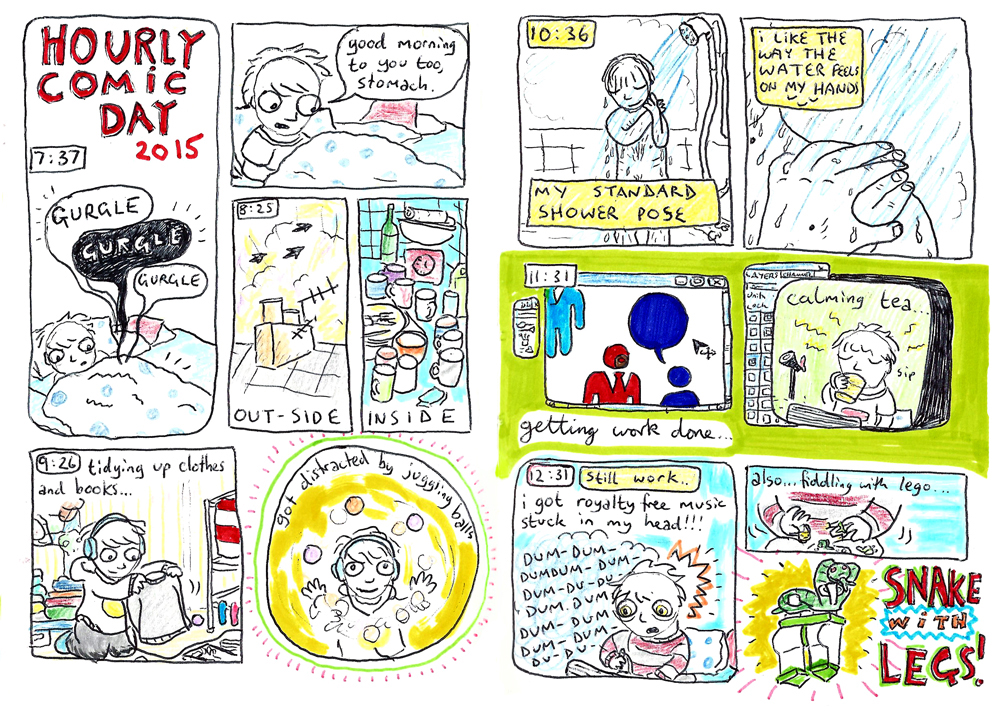 HOURLY
COMIC
DAY
2015
7:37
GURGLE
GURGLE
GURGLE
good morning
to you too,
stomach.
8:25
OUT-SIDE
INSIDE
9:26
tidying up clothes
and books...
got distracted by juggling balls
10:36
MY STANDARD
SHOWER POSE
i LIKE THE
WAY THE
WATER FEELS
ON MY HANDS
11:31
getting work done...
LAYERS CHANNEL
Lock
calming tea...
sip
12:31
Still work..
i got royalty free music
stuck in my head!!!
DUM-DUM-
DUMDUM-DUM
DUM-DU-DU
DUM.DUM
DUM-DUM
DUM-DUM-
DUM-DUM
DU-DU-
also...fiddling with lego...
SNAKE
WITH
LEGS!